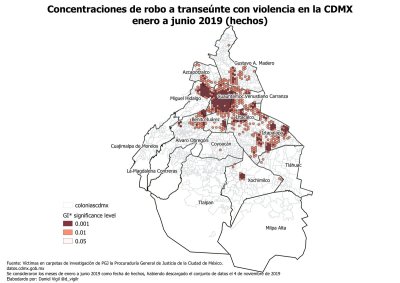 Concentraciones de robo a transeúnte con violencia en la CDMX
enero a junio 2019 (hechos)
Gustavo A. Madero
Azcapotzalco
Miguel Hidalgo
Cuauhtémoc
Venustiano Carranza
Benito Juárez
Iztacalco
Iztapalapa
Álvaro Obregón
Coyoacán
Cuajimalpa de Morelos
Tláhuac
La Magdalena Contreras
Xochimilco
Tlalpan
Milpa Alta
coloniascdmx
GI* significance level
0.001
0.01
0.05
Fuente: Víctimas en carpetas de investigación de PGJ la Procuraduría General de Justicia de la Ciudad de México.
datos.cdmx.gob.mx
Se consideraron los meses de enero a junio 2019 como fecha de hechos, habiendo descargado el conjunto de datos el 4 de noviembre de 2019